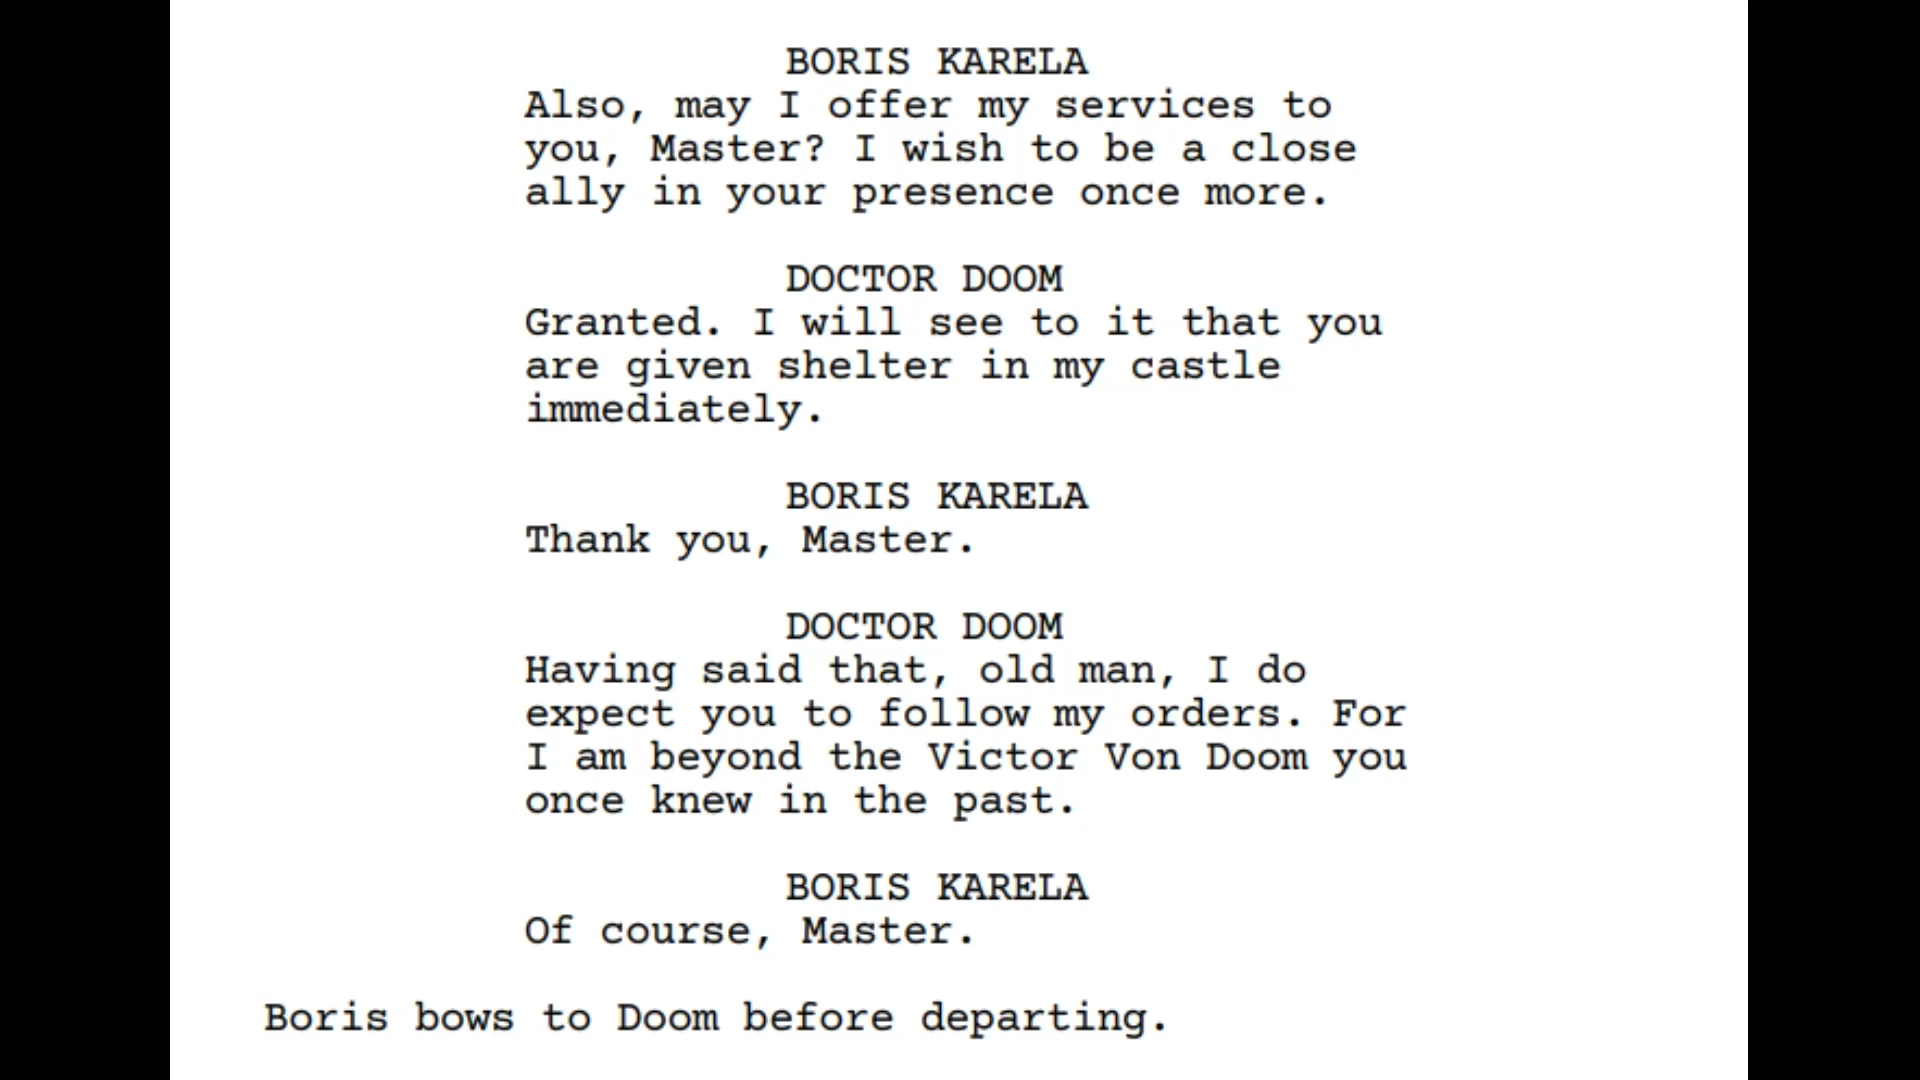 BORIS KARELA
Also, may I offer my services to
you, Master? I wish to be a close
ally in your presence once more.
DOCTOR DOOM
Granted. I will see to it that you
are given shelter in my castle
immediately.
BORIS KARELA
Thank you, Master.
DOCTOR DOOM
Having said that, old man, I do
expect you to follow my orders. For
I am beyond the Victor Von Doom you
once knew in the past.
BORIS KARELA
Of course, Master.
Boris bows to Doom before departing.